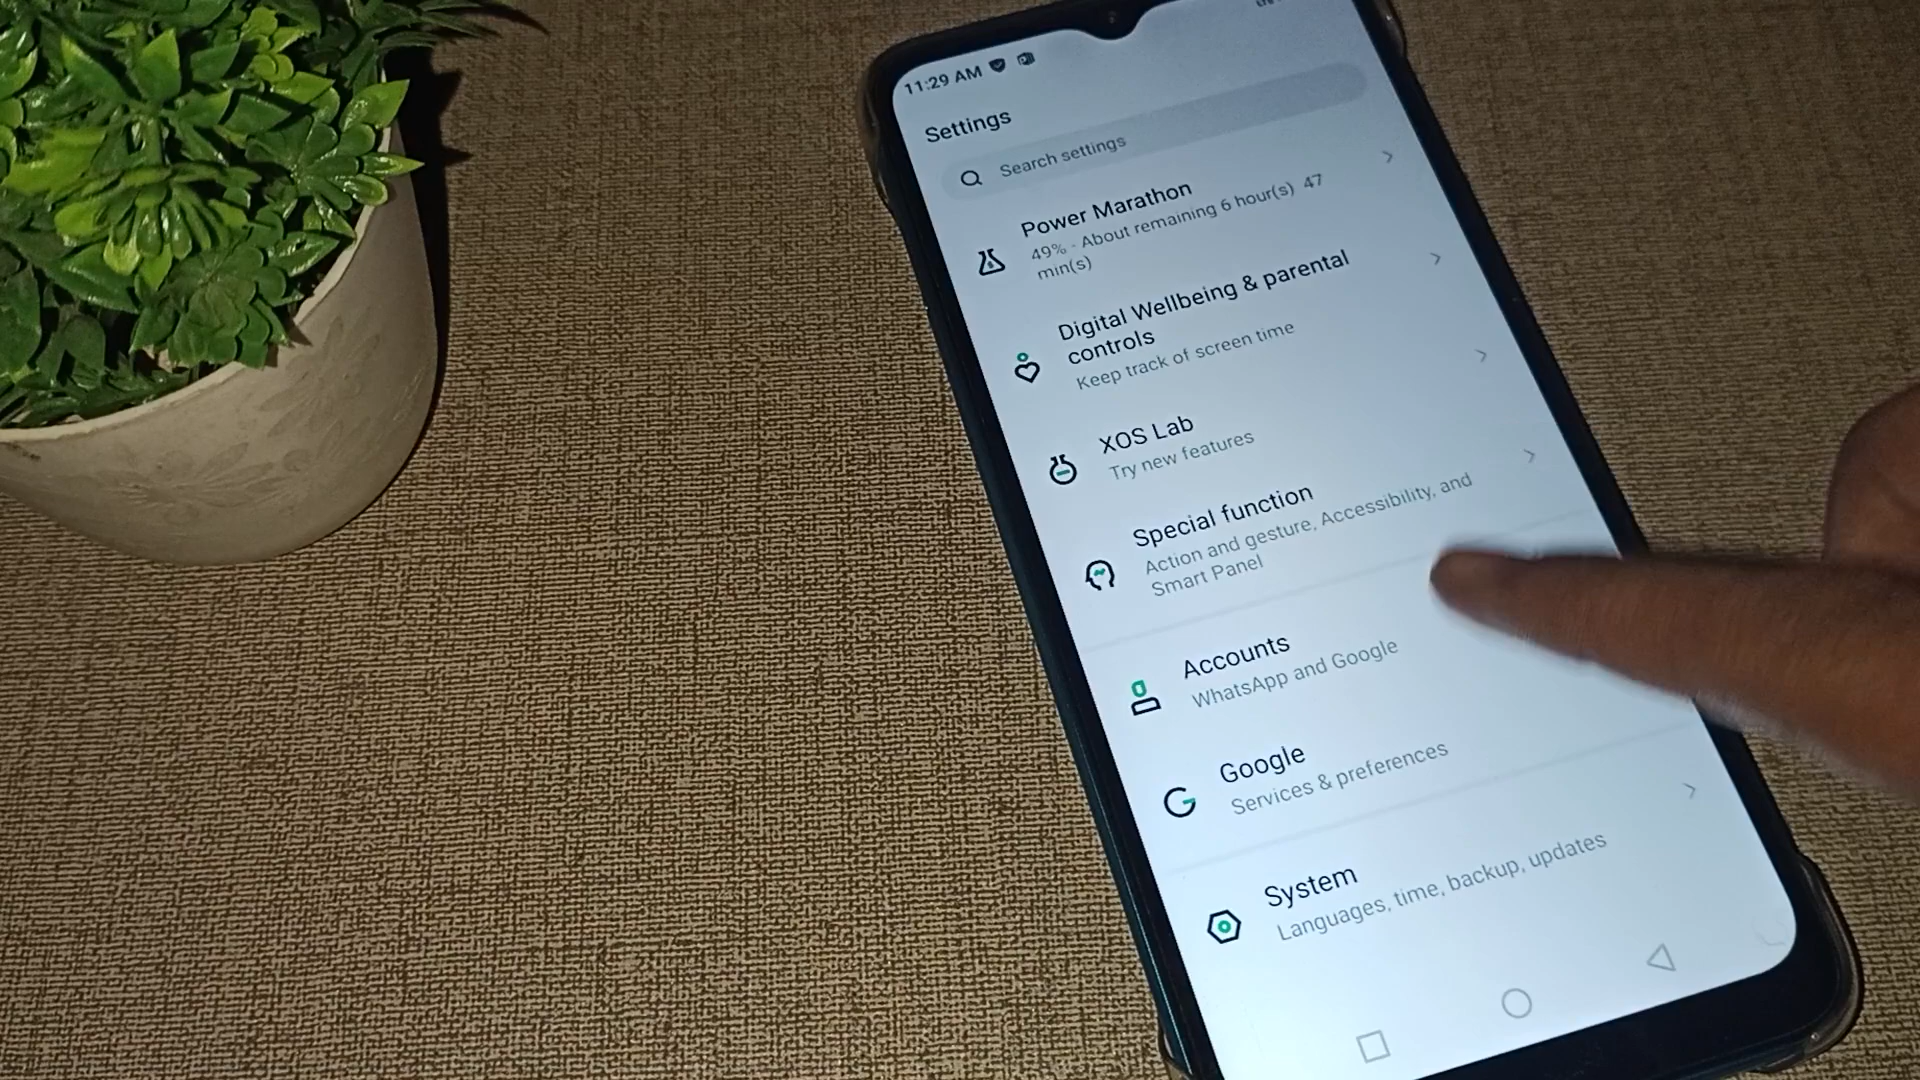 11:29 AM
Settings
Search settings
Power Marathon
49% - About remaining 6 hour(s) 47
min(s)
Digital Wellbeing & parental
controls
Keep track of screen time
XOS Lab
Try new features
Special function
Action and gesture, Accessibility, and
Smart Panel
Accounts
WhatsApp and Google
Google
Services & preferences
System
Languages, time, backup, updates